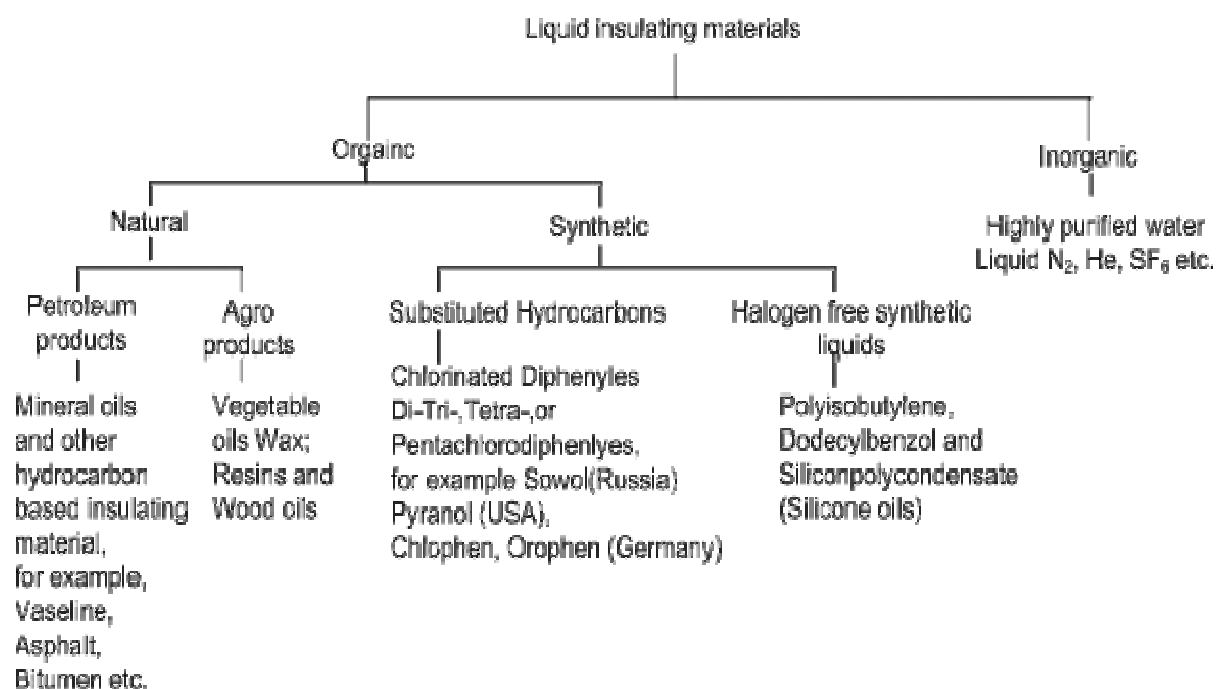 Liquid insulating materials
Orgainc
Inorganic
Natural
Synthetic
Highly purified water
Liquid N₂, He, SF₆ etc.
Petroleum
products
Agro
products
Substituted Hydrocarbons
Halogen free synthetic
liquids
Mineral oils
and other
hydrocarbon
based insulating
material,
for example,
Vaseline,
Asphalt,
Bitumen etc.
Vegetable
oils Wax;
Resins and
Wood oils
Chlorinated Diphenyles
Di-Tri-,Tetra-,or
Pentachlorodiphenlyes,
for example Sowol(Russia)
Pyranol (USA),
Chlophen, Orophen (Germany)
Polyisobutylene,
Dodecylbenzol and
Siliconpolycondensate
(Silicone oils)